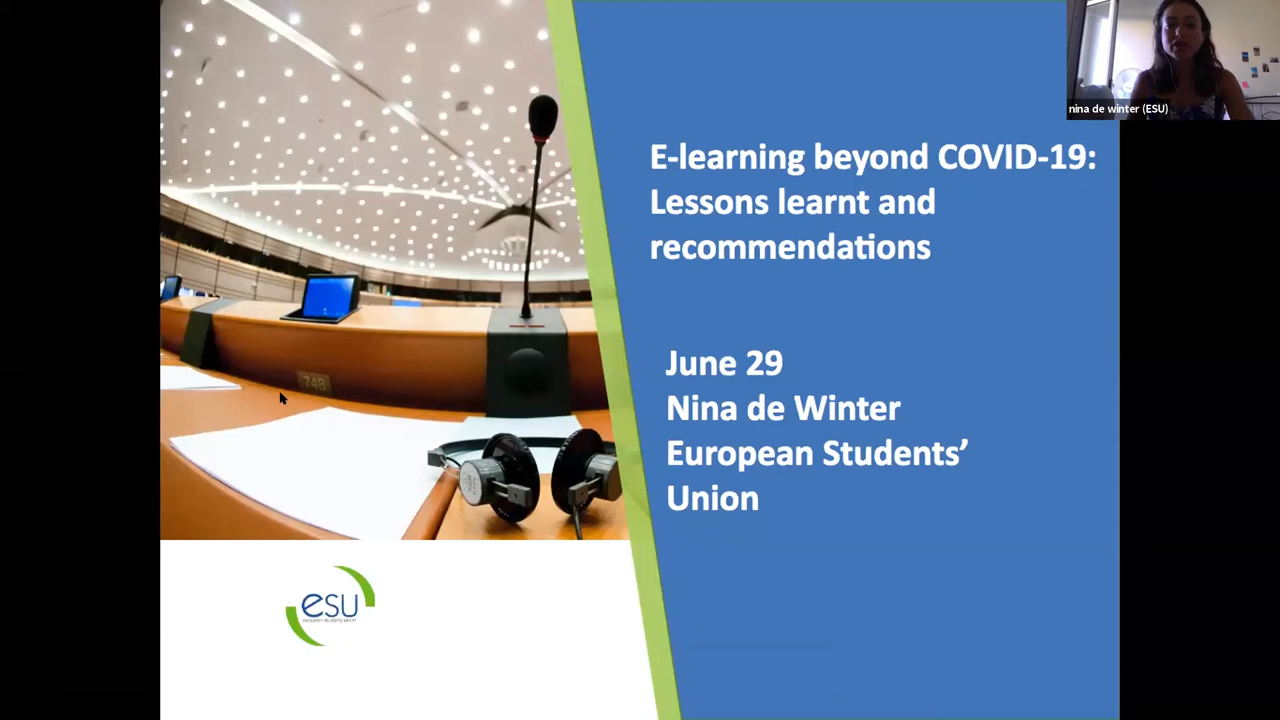 nina de winter (ESU)
E-learning beyond COVID-19:
Lessons learnt and
recommendations
June 29
Nina de Winter
European Students’
Union
748
esu